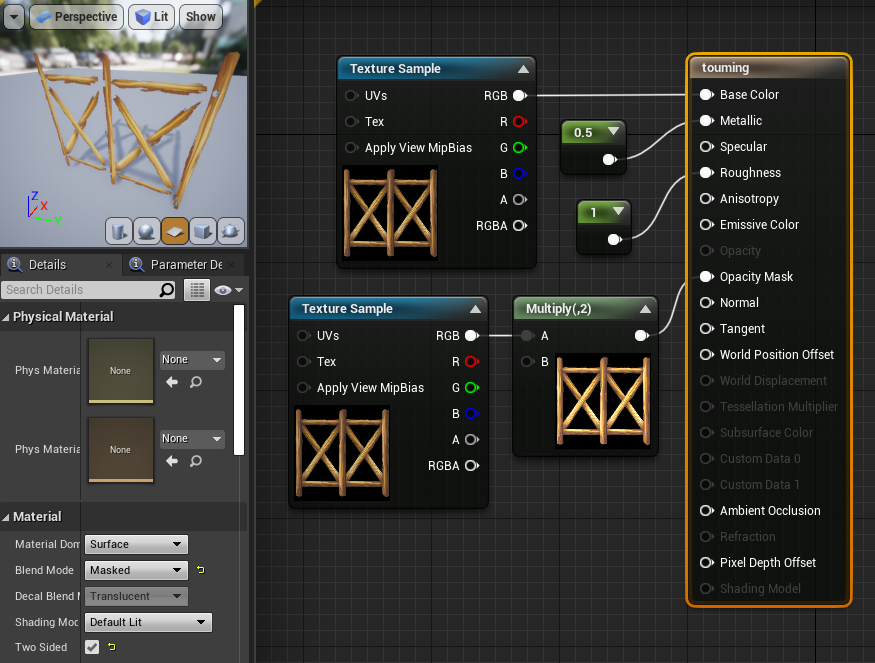 Perspective
Lit
Show
Z
X
Y
Details
Parameter De
Search Details
Physical Material
Phys Materia
None
None
Phys Materia
None
None
Material
Material Dom
Surface
Blend Mode
Masked
Decal Blend M
Translucent
Shading Mod
Default Lit
Two Sided
Texture Sample
UVs
RGB
Tex
R
Apply View MipBias
G
B
A
RGBA
0.5
1
Texture Sample
UVs
RGB
Tex
R
Apply View MipBias
G
B
A
RGBA
Multiply(,2)
A
B
touming
Base Color
Metallic
Specular
Roughness
Anisotropy
Emissive Color
Opacity
Opacity Mask
Normal
Tangent
World Position Offset
World Displacement
Tessellation Multiplier
Subsurface Color
Custom Data 0
Custom Data 1
Ambient Occlusion
Refraction
Pixel Depth Offset
Shading Model